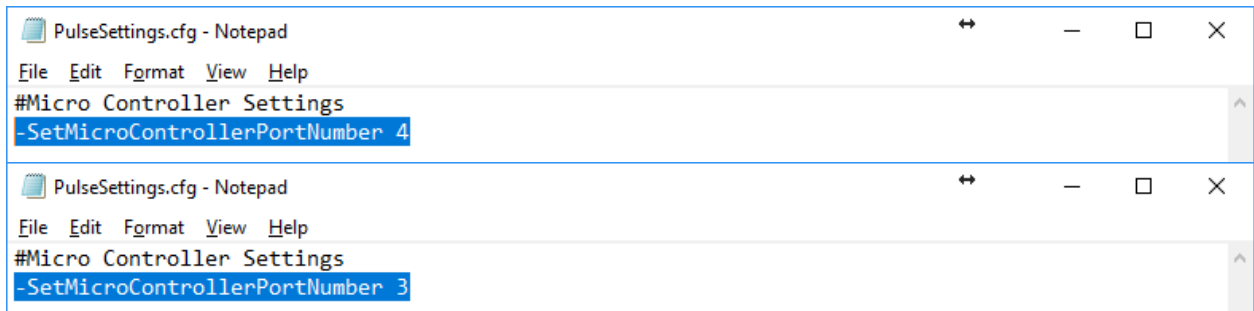 PulseSettings.cfg - Notepad
File Edit Format View Help
#Micro Controller Settings
-SetMicroControllerPortNumber 4
PulseSettings.cfg - Notepad
File Edit Format View Help
#Micro Controller Settings
-SetMicroControllerPortNumber 3